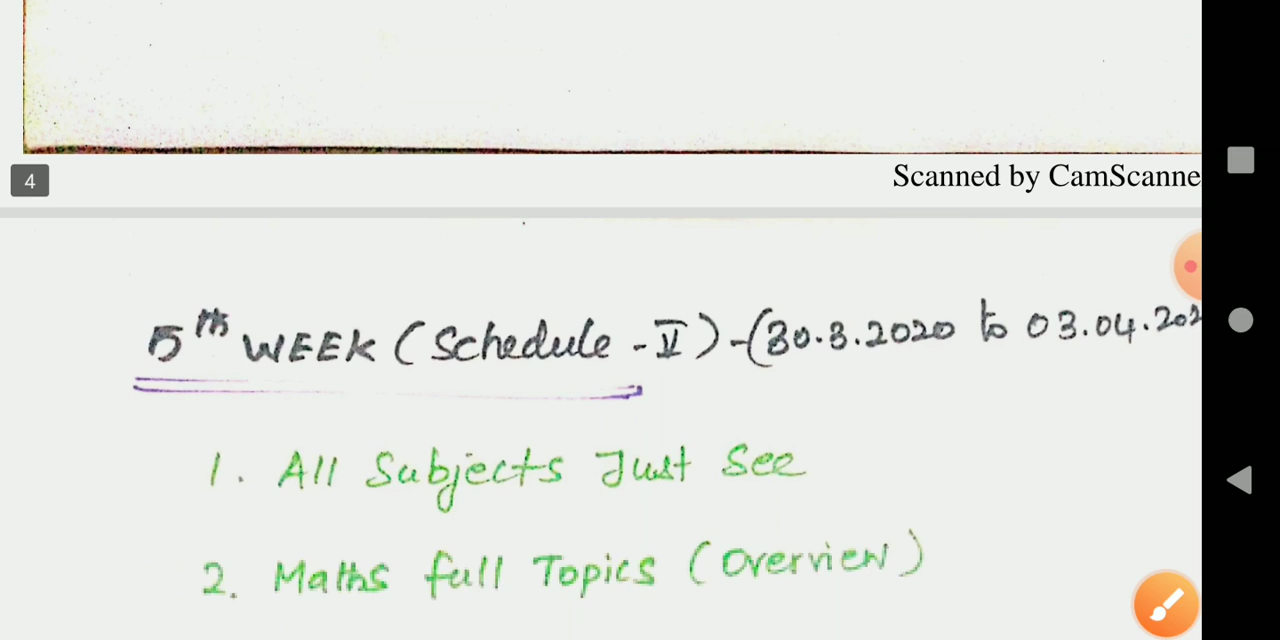 4
Scanned by CamScanne
5th WEEK (Schedule - V) - (30.3.2020 to 03.04.202
1. All Subjects Just See
2. Maths full Topics (Overview)